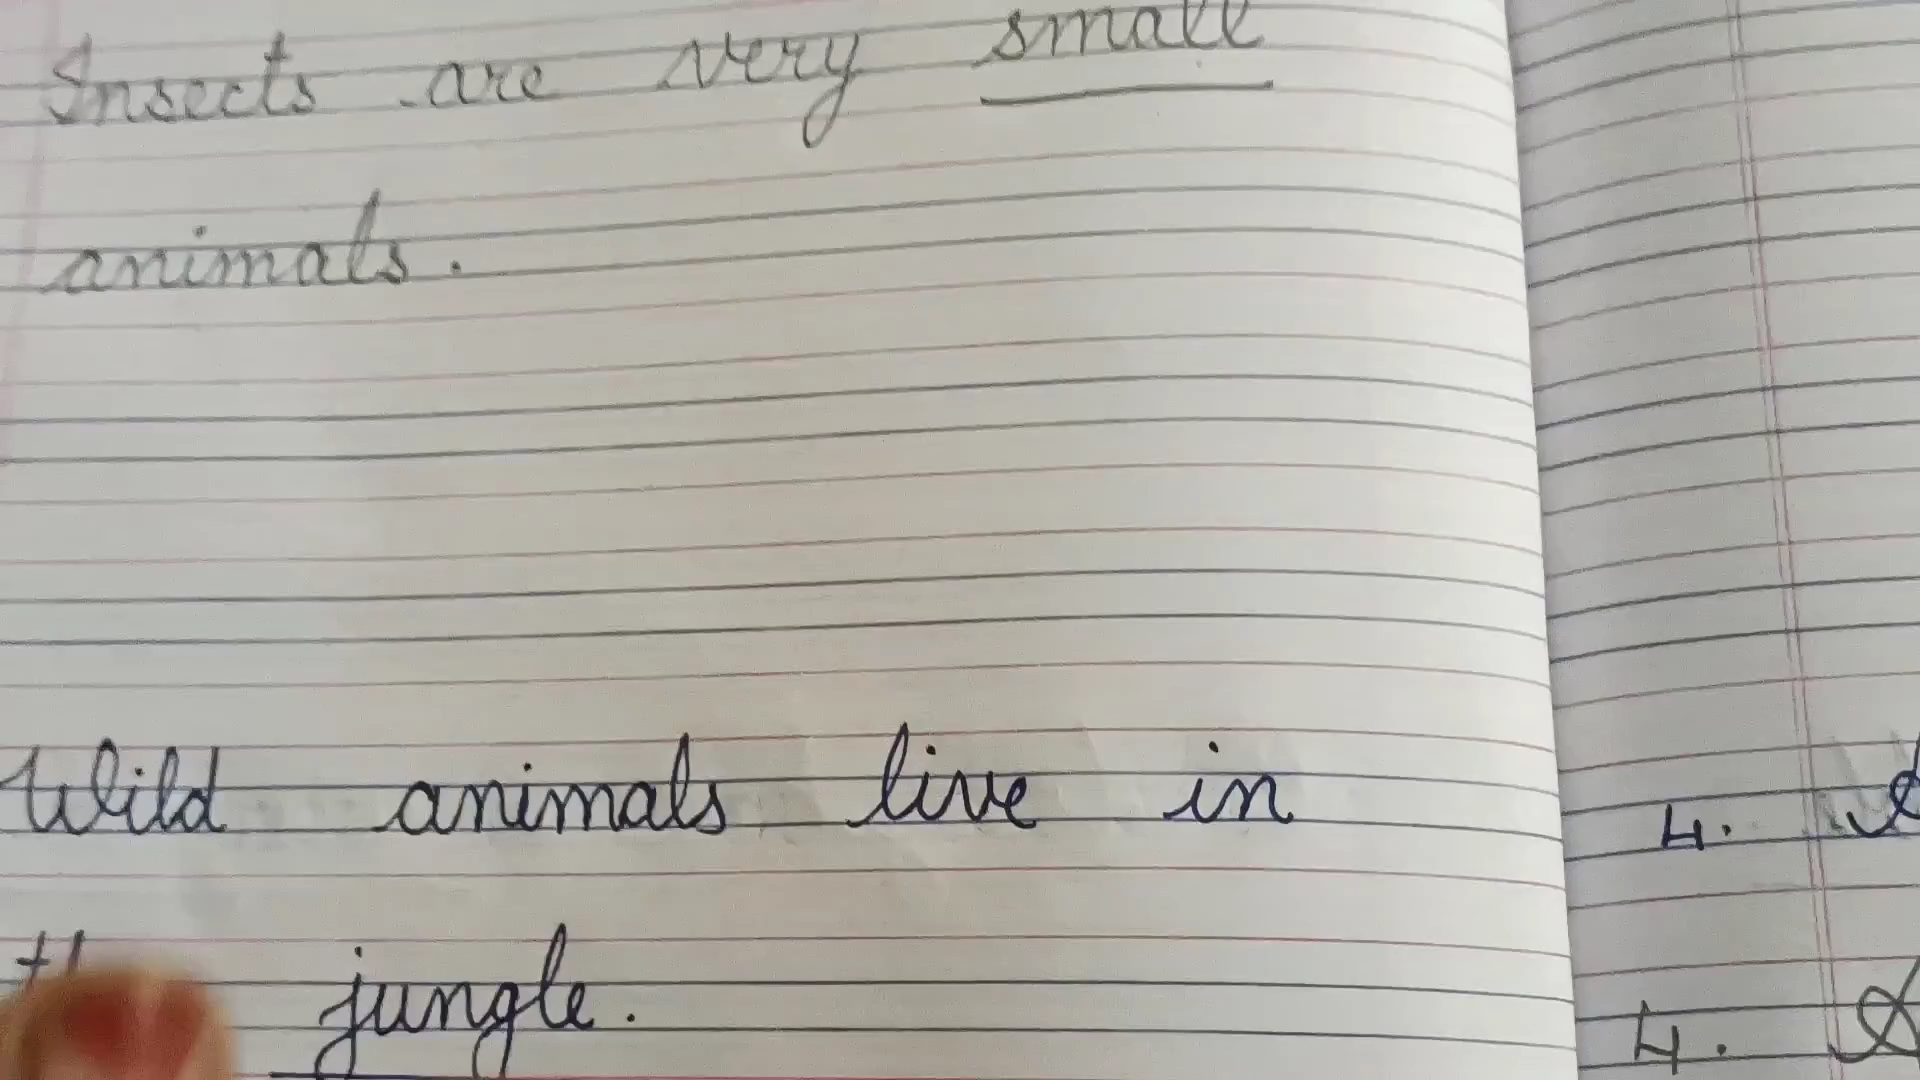 Insects are very small
animals.
Wild animals live in
jungle.
4.
4.